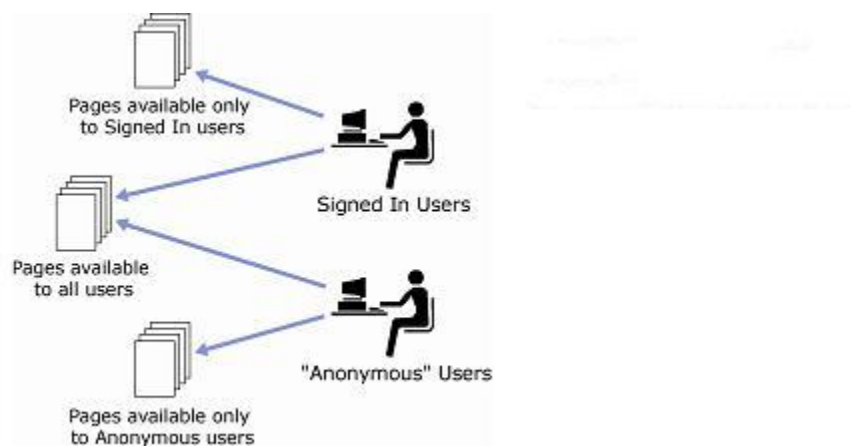 Pages available only
to Signed In users
Signed In Users
Pages available
to all users
"Anonymous" Users
Pages available only
to Anonymous users